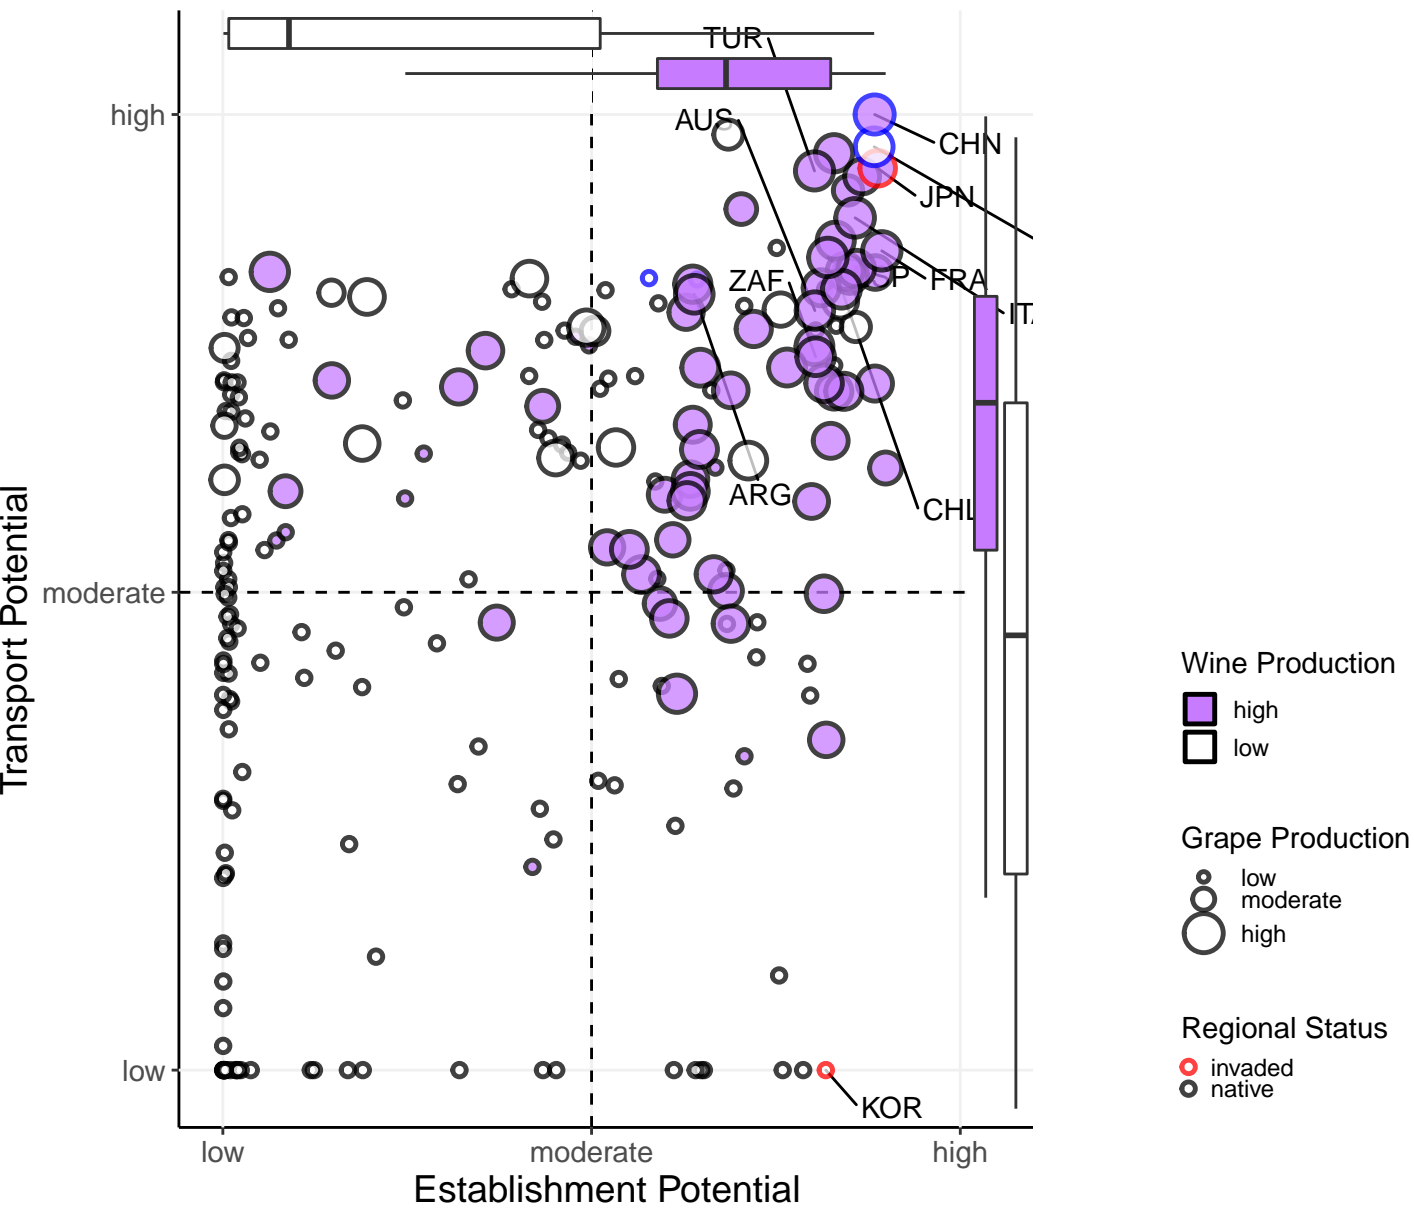 TUR
high
AUS
CHN
JPN
ZAF
P
FRA
IT
ARG
CHL
Transport Potential
moderate
Wine Production
high
low
Grape Production
low
moderate
high
Regional Status
invaded
native
low
KOR
low
moderate
high
Establishment Potential